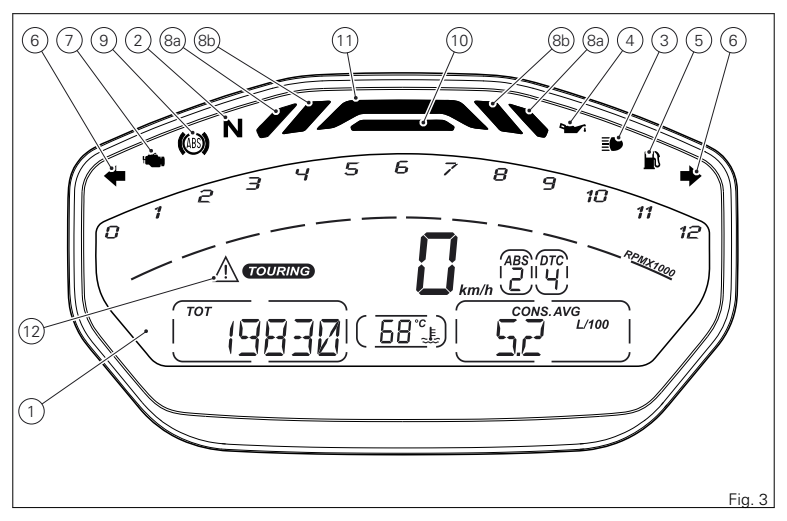 6 7 9 2 8a 8b 11 10 8b 8a 4 3 5 6
N
ABS
0 1 2 3 4 5 6 7 8 9 10 11 12
RPMX1000
TOURING
0 km/h
ABS DTC
2 4
12
TOT
19830
68 °C
CONS. AVG
5.2 L/100
1
Fig. 3